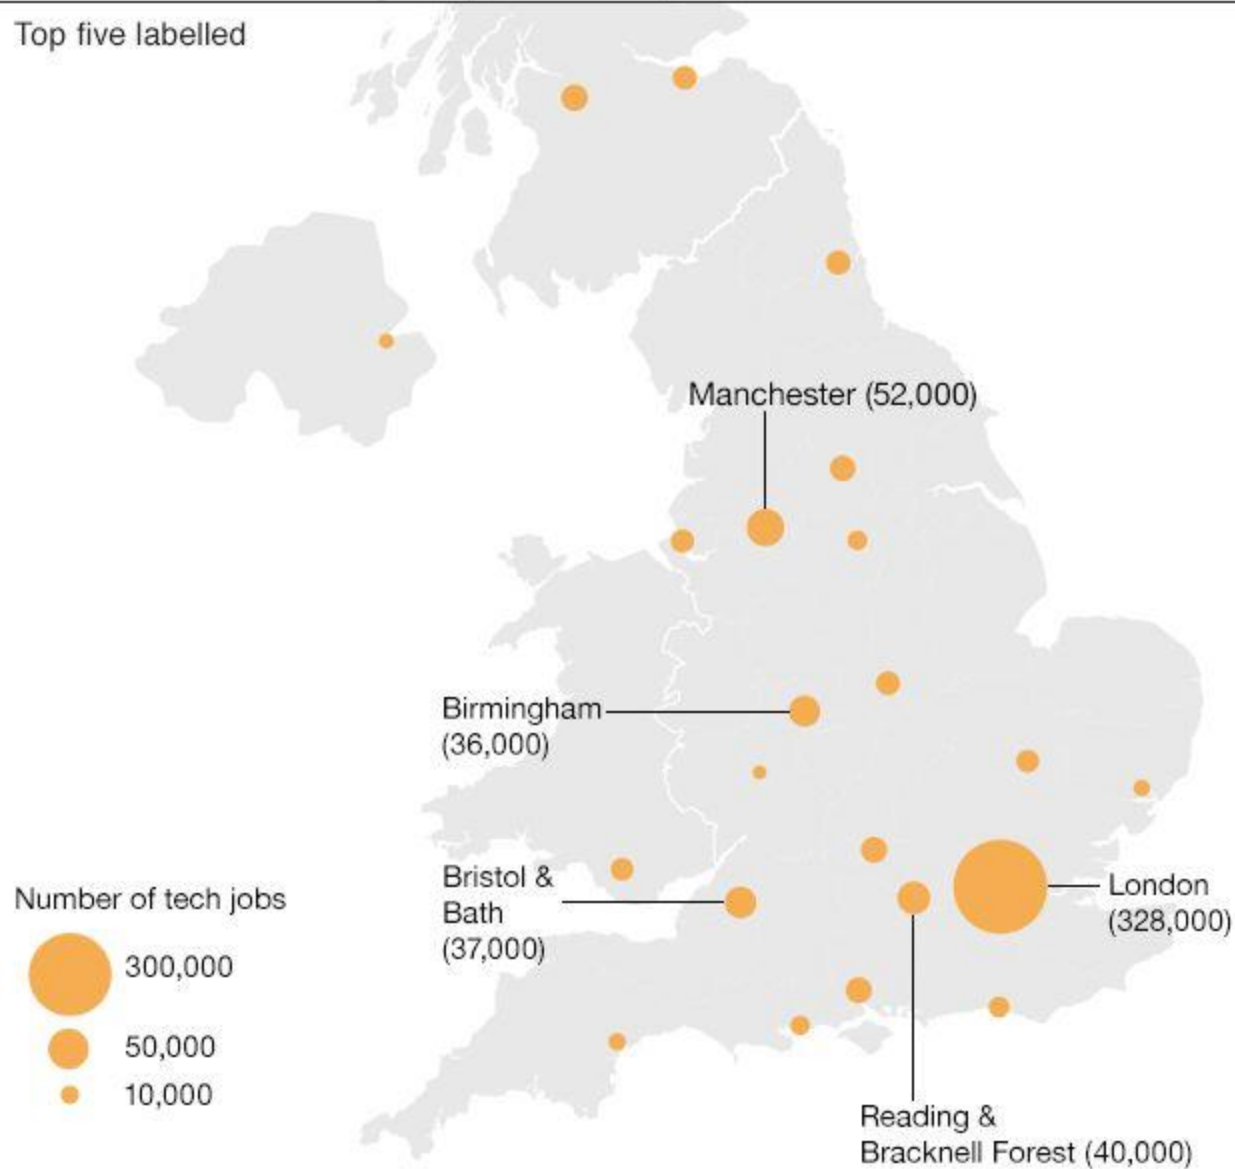 Top five labelled
Manchester (52,000)
Birmingham
(36,000)
Bristol &
Bath
(37,000)
London
(328,000)
Reading &
Bracknell Forest (40,000)
Number of tech jobs
300,000
50,000
10,000